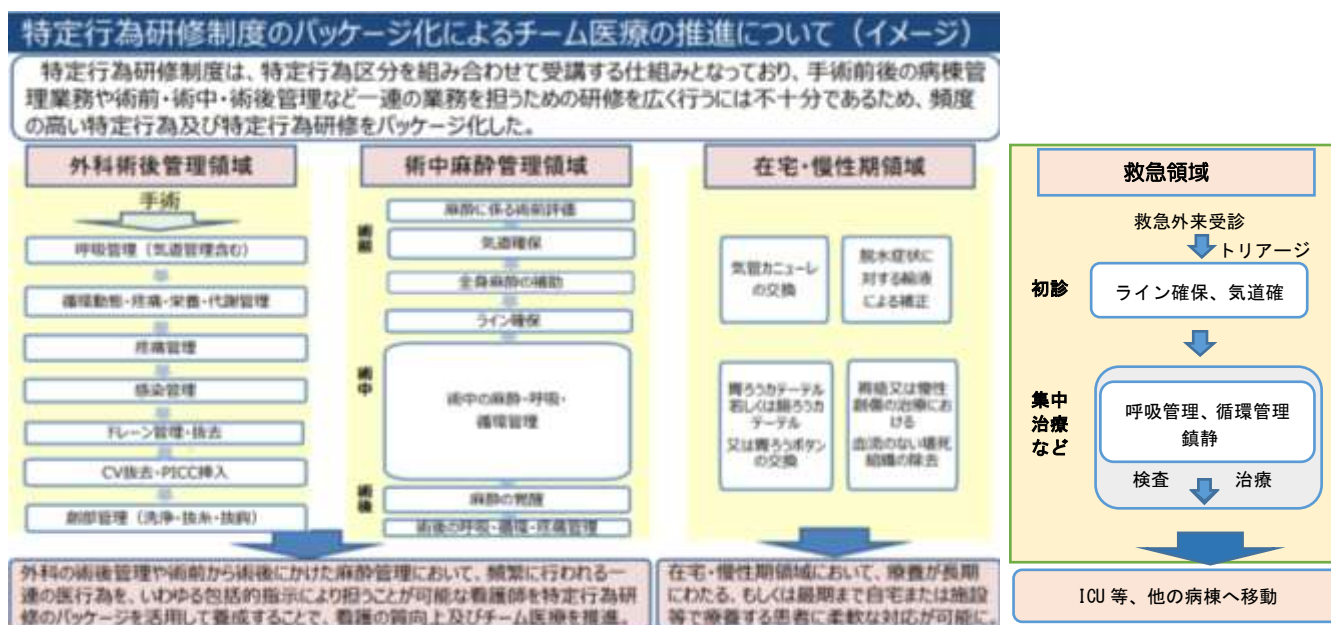 特定行為研修制度のパッケージ化によるチーム医療の推進について（イメージ）
特定行為研修制度は、特定行為区分を組み合わせて受講する仕組みとなっており、手術前後の病棟管
理業務や術前・術中・術後管理など一連の業務を担うための研修を広く行うには不十分であるため、頻度
の高い特定行為及び特定行為研修をパッケージ化した。
外科術後管理領域
手術
呼吸管理（気道管理含む）
循環動態・疼痛・栄養・代謝管理
疼痛管理
感染管理
ドレーン管理・抜去
CV抜去・PICC挿入
創部管理（洗浄・抜糸・抜鈎）
術中麻酔管理領域
術前
麻酔に係る術前評価
気道確保
全身麻酔の補助
ライン確保
術中
術中の麻酔・呼吸・
循環管理
術後
麻酔の覚醒
術後の呼吸・循環・疼痛管理
外科の術後管理や術前から術後にかけた麻酔管理において、頻繁に行われる一
連の医行為を、いわゆる包括的指示により担うことが可能な看護師を特定行為研
修のパッケージを活用して養成することで、看護の質向上及びチーム医療を推進。
在宅・慢性期領域
気管カニューレ
の交換
脱水症状に
対する輸液
による補正
胃ろうカテーテル
若しくは腸ろうカ
テーテル
又は胃ろうボタン
の交換
褥瘡又は慢性
創傷の治療にお
ける
血流のない壊死
組織の除去
在宅・慢性期領域において、療養が長期
にわたる、もしくは最期まで自宅または施設
等で療養する患者に柔軟な対応が可能に。
救急領域
救急外来受診
トリアージ
初診
ライン確保、気道確
集中
治療
など
呼吸管理、循環管理
鎮静
検査 治療
ICU 等、他の病棟へ移動